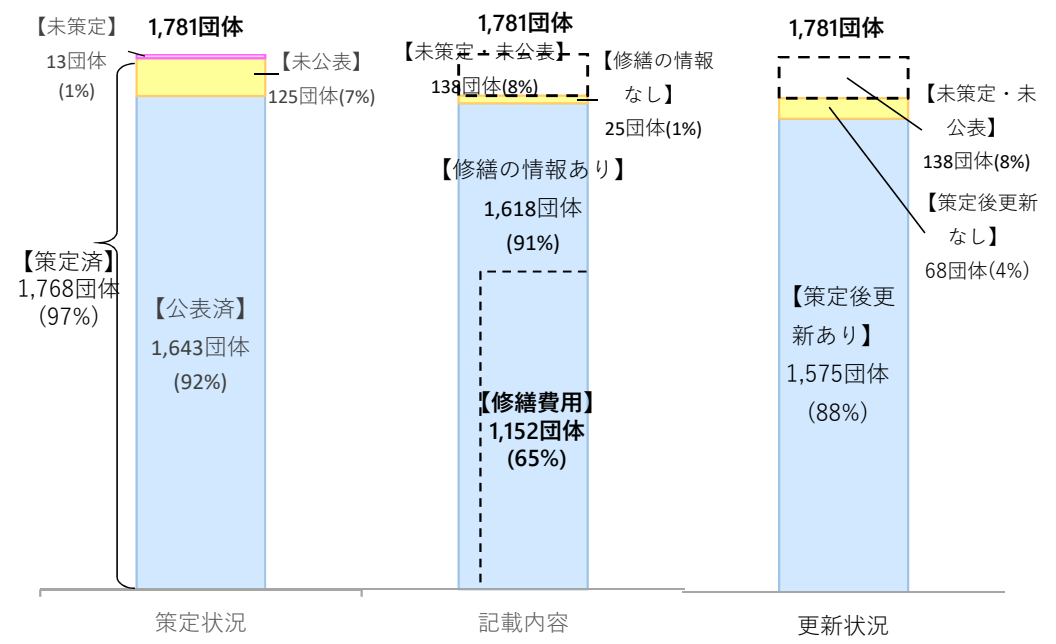 1,781団体
【未策定】
13団体
(1%)
【未公表】
125団体(7%)
【策定済】
1,768団体
(97%)
【公表済】
1,643団体
(92%)
策定状況
1,781団体
【未策定・未公表】
138団体(8%)
【修繕の情報
なし】
25団体(1%)
【修繕の情報あり】
1,618団体
(91%)
【修繕費用】
1,152団体
(65%)
記載内容
1,781団体
【未策定・未
公表】
138団体(8%)
【策定後更新
なし】
68団体(4%)
【策定後更
新あり】
1,575団体
(88%)
更新状況